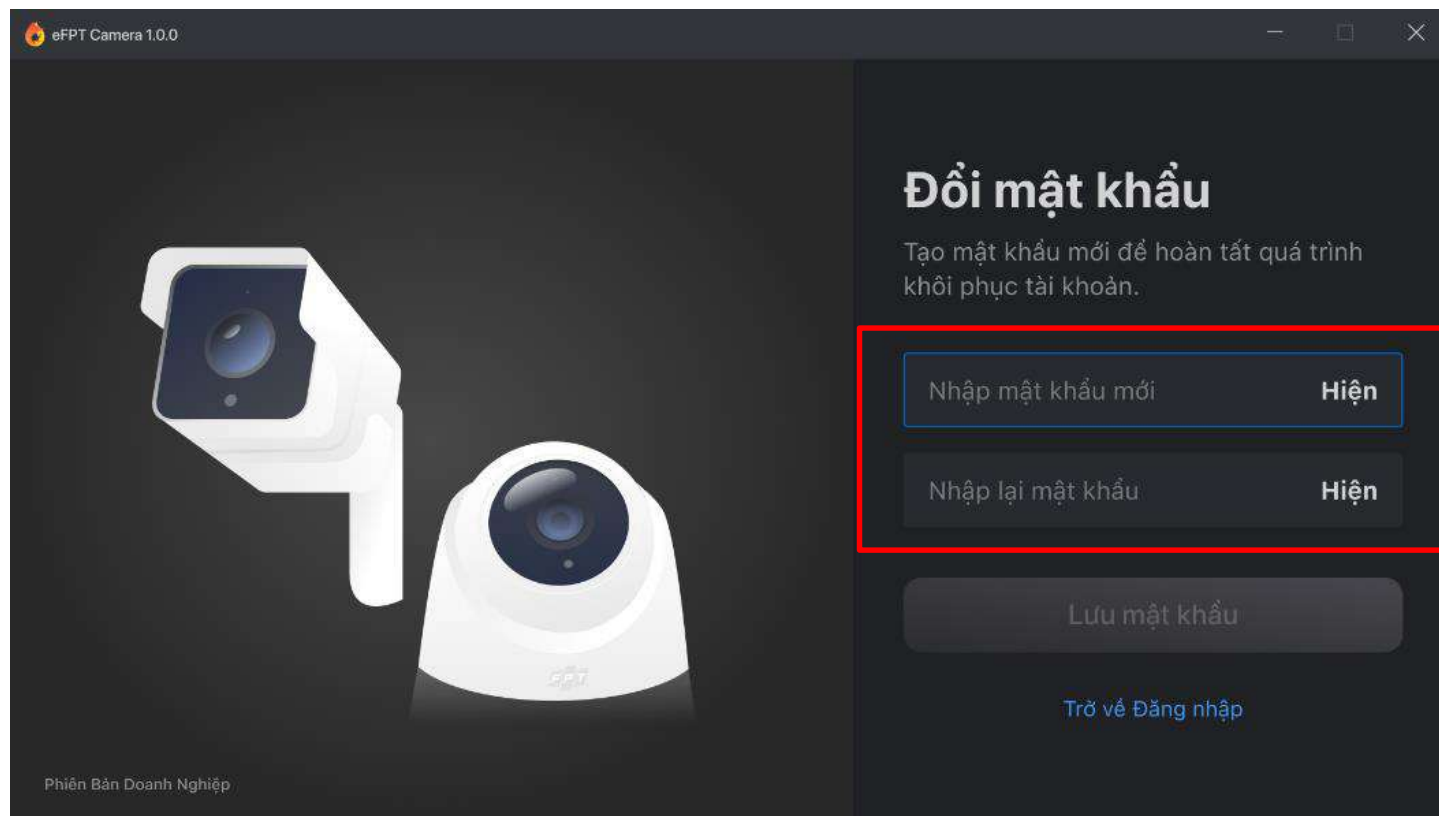 eFPT Camera 1.0.0
Đổi mật khẩu
Tạo mật khẩu mới để hoàn tất quá trình
khôi phục tài khoản.
Nhập mật khẩu mới Hiện
Nhập lại mật khẩu Hiện
Lưu mật khẩu
Trở về Đăng nhập
FPT
Phiên Bản Doanh Nghiệp